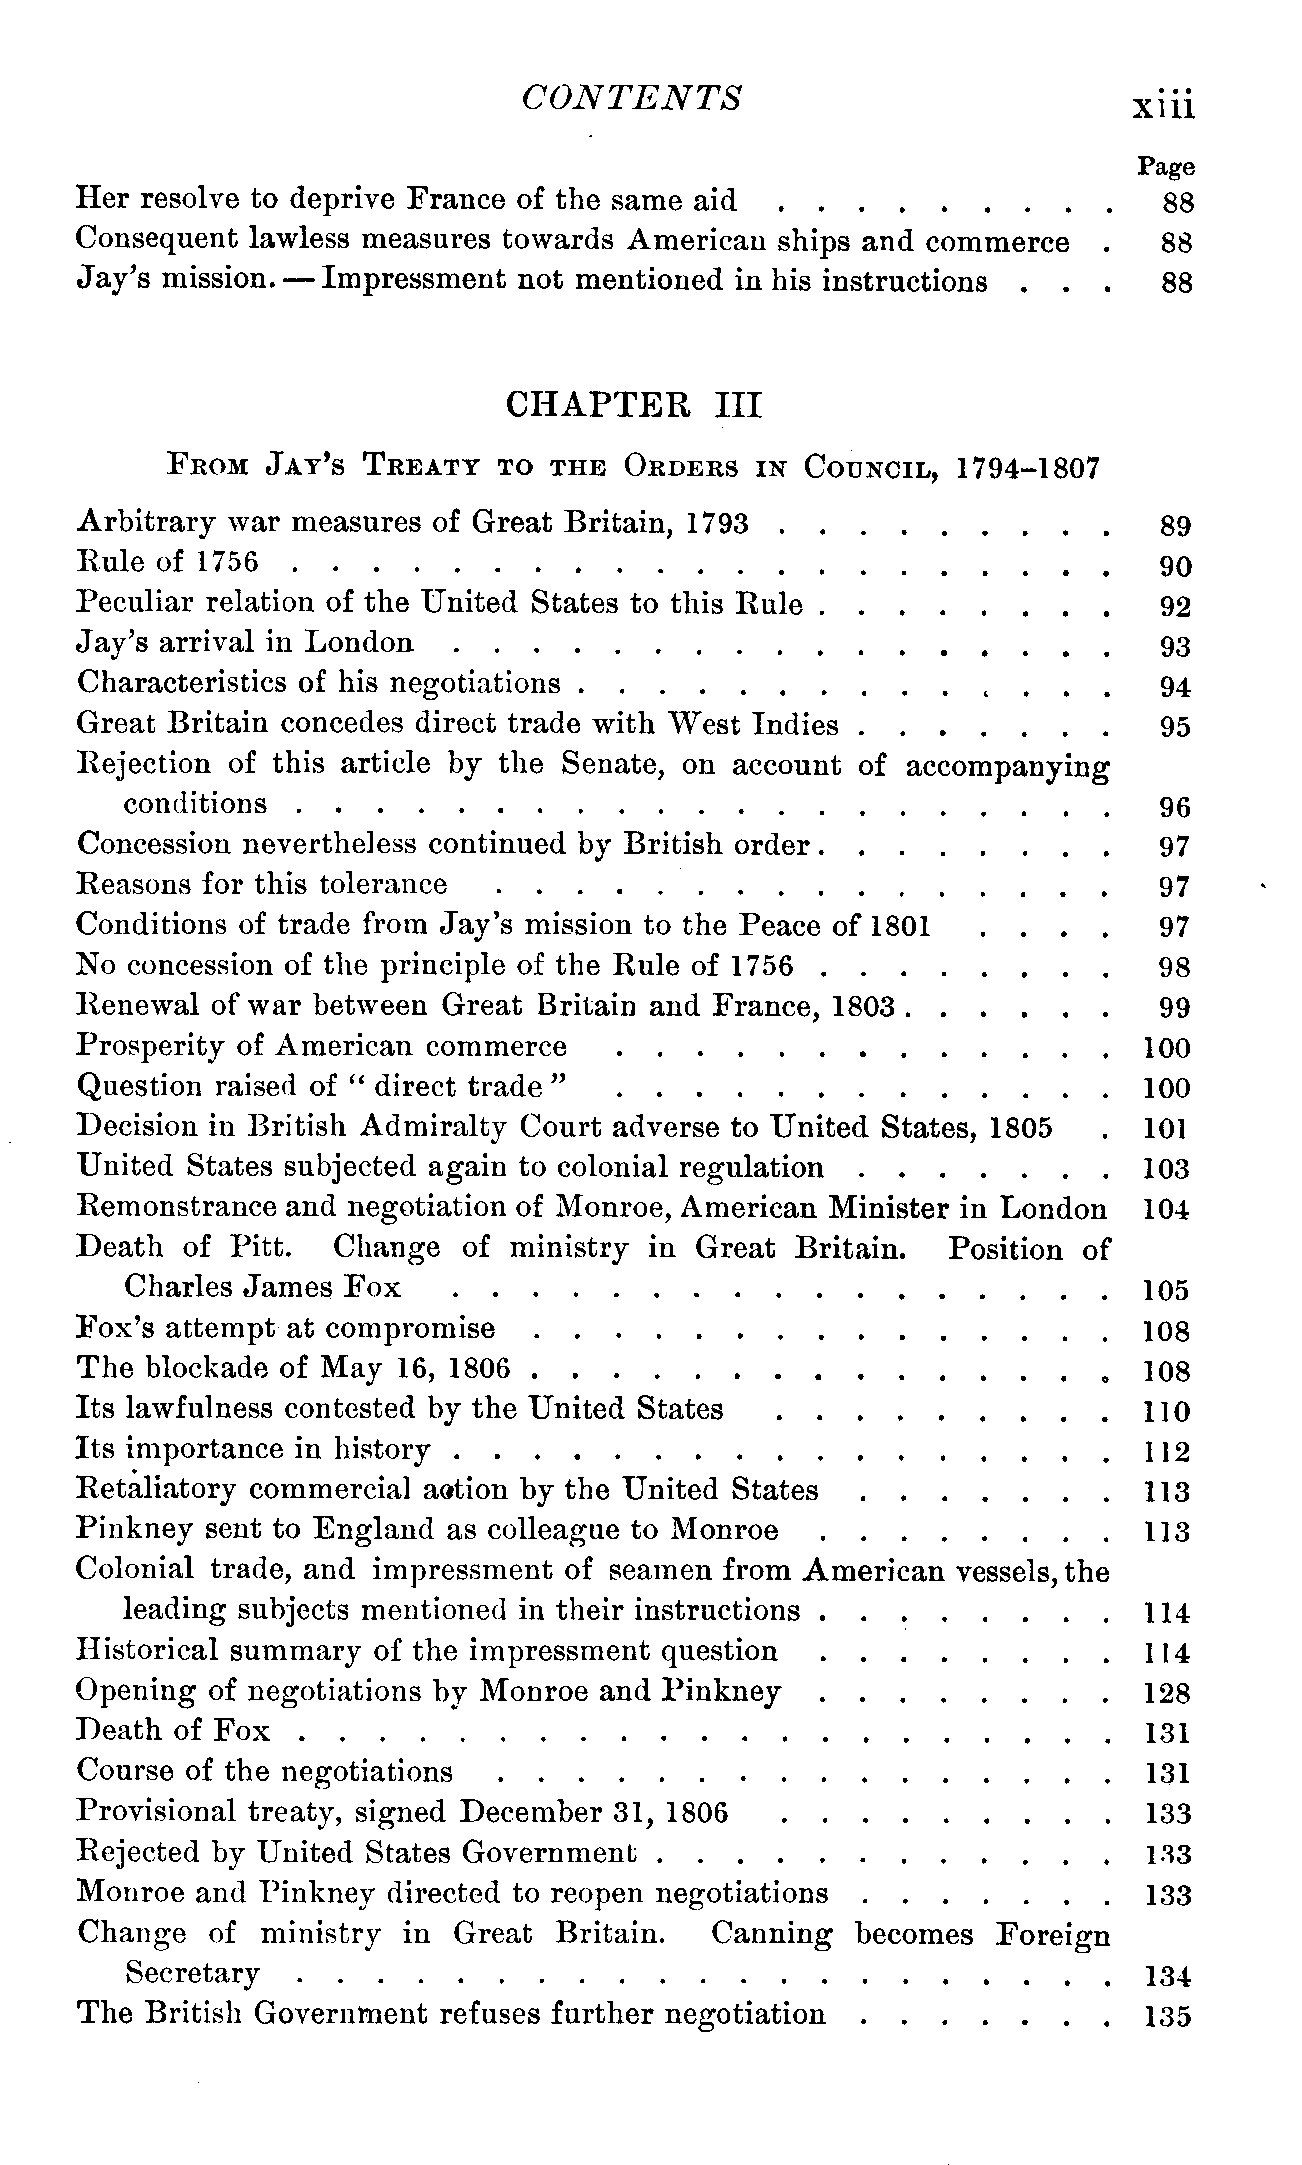 CONTENTS xiii
Page
Her resolve to deprive France of the same aid . . . . . . . . . 88
Consequent lawless measures towards American ships and commerce . 88
Jay's mission. — Impressment not mentioned in his instructions . . . 88
CHAPTER III
FROM JAY'S TREATY TO THE ORDERS IN COUNCIL, 1794–1807
Arbitrary war measures of Great Britain, 1793 . . . . . . . . . 89
Rule of 1756 . . . . . . . . . . . . . . . . . . . . . 90
Peculiar relation of the United States to this Rule . . . . . . . . 92
Jay's arrival in London . . . . . . . . . . . . . . . . . 93
Characteristics of his negotiations . . . . . . . . . . . . . . 94
Great Britain concedes direct trade with West Indies . . . . . . . 95
Rejection of this article by the Senate, on account of accompanying
conditions . . . . . . . . . . . . . . . . . . . . . 96
Concession nevertheless continued by British order . . . . . . . . 97
Reasons for this tolerance . . . . . . . . . . . . . . . . 97
Conditions of trade from Jay's mission to the Peace of 1801 . . . . 97
No concession of the principle of the Rule of 1756 . . . . . . . . 98
Renewal of war between Great Britain and France, 1803 . . . . . . 99
Prosperity of American commerce . . . . . . . . . . . . . 100
Question raised of “ direct trade ” . . . . . . . . . . . . . 100
Decision in British Admiralty Court adverse to United States, 1805 . 101
United States subjected again to colonial regulation . . . . . . . 103
Remonstrance and negotiation of Monroe, American Minister in London 104
Death of Pitt. Change of ministry in Great Britain. Position of
Charles James Fox . . . . . . . . . . . . . . . . . 105
Fox's attempt at compromise . . . . . . . . . . . . . . . 108
The blockade of May 16, 1806 . . . . . . . . . . . . . . . 108
Its lawfulness contested by the United States . . . . . . . . . 110
Its importance in history . . . . . . . . . . . . . . . . . 112
Retaliatory commercial action by the United States . . . . . . . 113
Pinkney sent to England as colleague to Monroe . . . . . . . . 113
Colonial trade, and impressment of seamen from American vessels, the
leading subjects mentioned in their instructions . . . . . . . . 114
Historical summary of the impressment question . . . . . . . . 114
Opening of negotiations by Monroe and Pinkney . . . . . . . . 128
Death of Fox . . . . . . . . . . . . . . . . . . . . . 131
Course of the negotiations . . . . . . . . . . . . . . . . 131
Provisional treaty, signed December 31, 1806 . . . . . . . . . 133
Rejected by United States Government . . . . . . . . . . . . 133
Monroe and Pinkney directed to reopen negotiations . . . . . . . 133
Change of ministry in Great Britain. Canning becomes Foreign
Secretary . . . . . . . . . . . . . . . . . . . . . 134
The British Government refuses further negotiation . . . . . . . 135